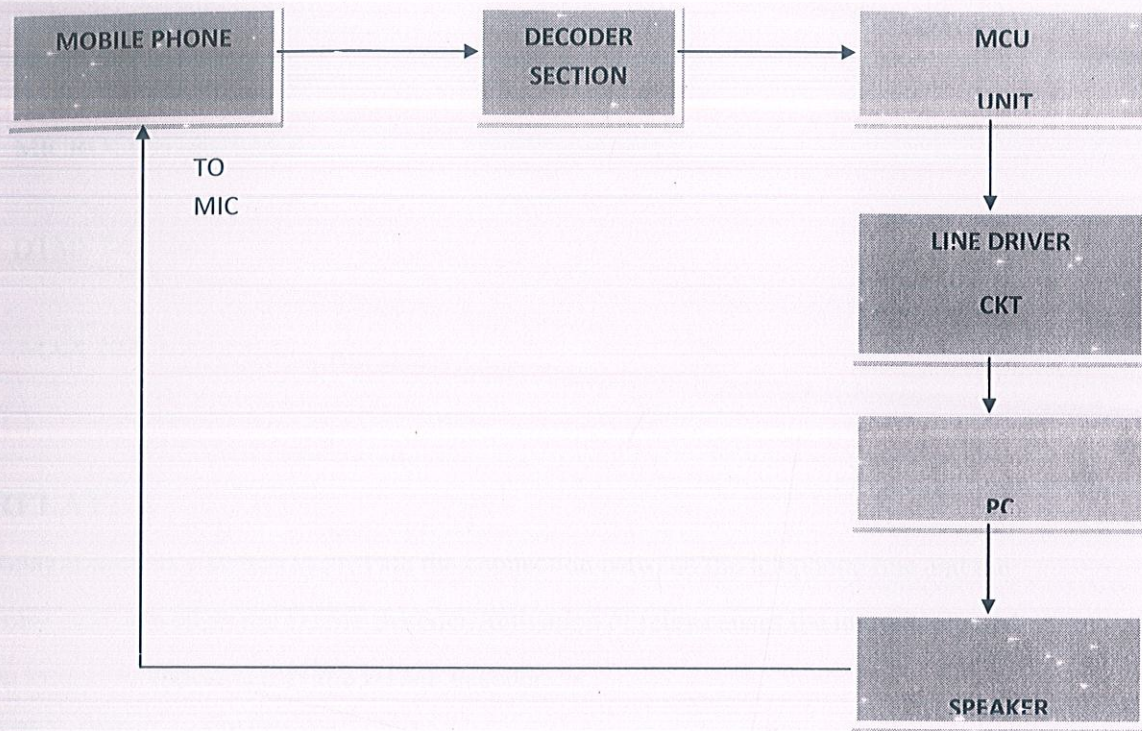 MOBILE PHONE
DECODER
SECTION
MCU
UNIT
TO
MIC
LINE DRIVER
CKT
PC
SPEAKER